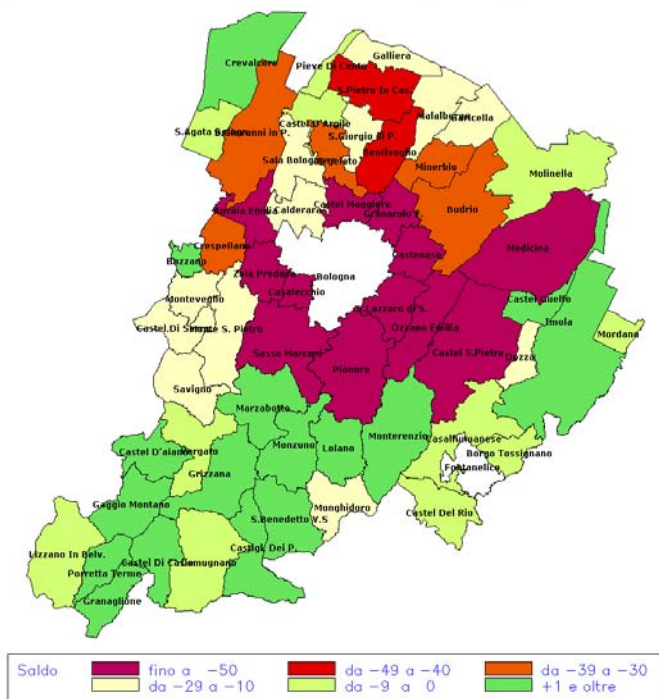 Galliera
Crevalcore
Pieve Di Cento
S.Pietro In Cas.
Malalbergo
Baricella
Castel D'Argile
S.Agata Bolognese
S.Giovanni in P.
S.Giorgio di P.
Sala Bolognese
Bentivoglio
Minerbio
Molinella
Argelato
Castel Maggiore
Granarolo E.
Anzola Emilia
Calderara
Budrio
Crespellano
Castenaso
Medicina
Bazzano
Zola Predosa
Bologna
Casalecchio
Monteveglio
Castel Guelfo
S.Lazzaro di S.
Imola
Castel.Di Serra
Monte S. Pietro
Ozzano Emilia
Mordano
Sasso Marconi
Pianoro
Castel S.Pietro
Dozza
Savigno
Marzabotto
Monterenzio
Casalfiumanese
Castel D'aiano
Vergato
Monzuno
Loiano
Borgo Tossignano
Fontanelice
Grizzana
Gaggio Montano
Monghidoro
Castel Del Rio
S.Benedetto V.S
Lizzano In Belv.
Castel Di Casio
Camugnano
Castigl. Dei P.
Porretta Terme
Granaglione
Saldo fino a -50 da -49 a -40 da -39 a -30
da -29 a -10 da -9 a 0 +1 e oltre